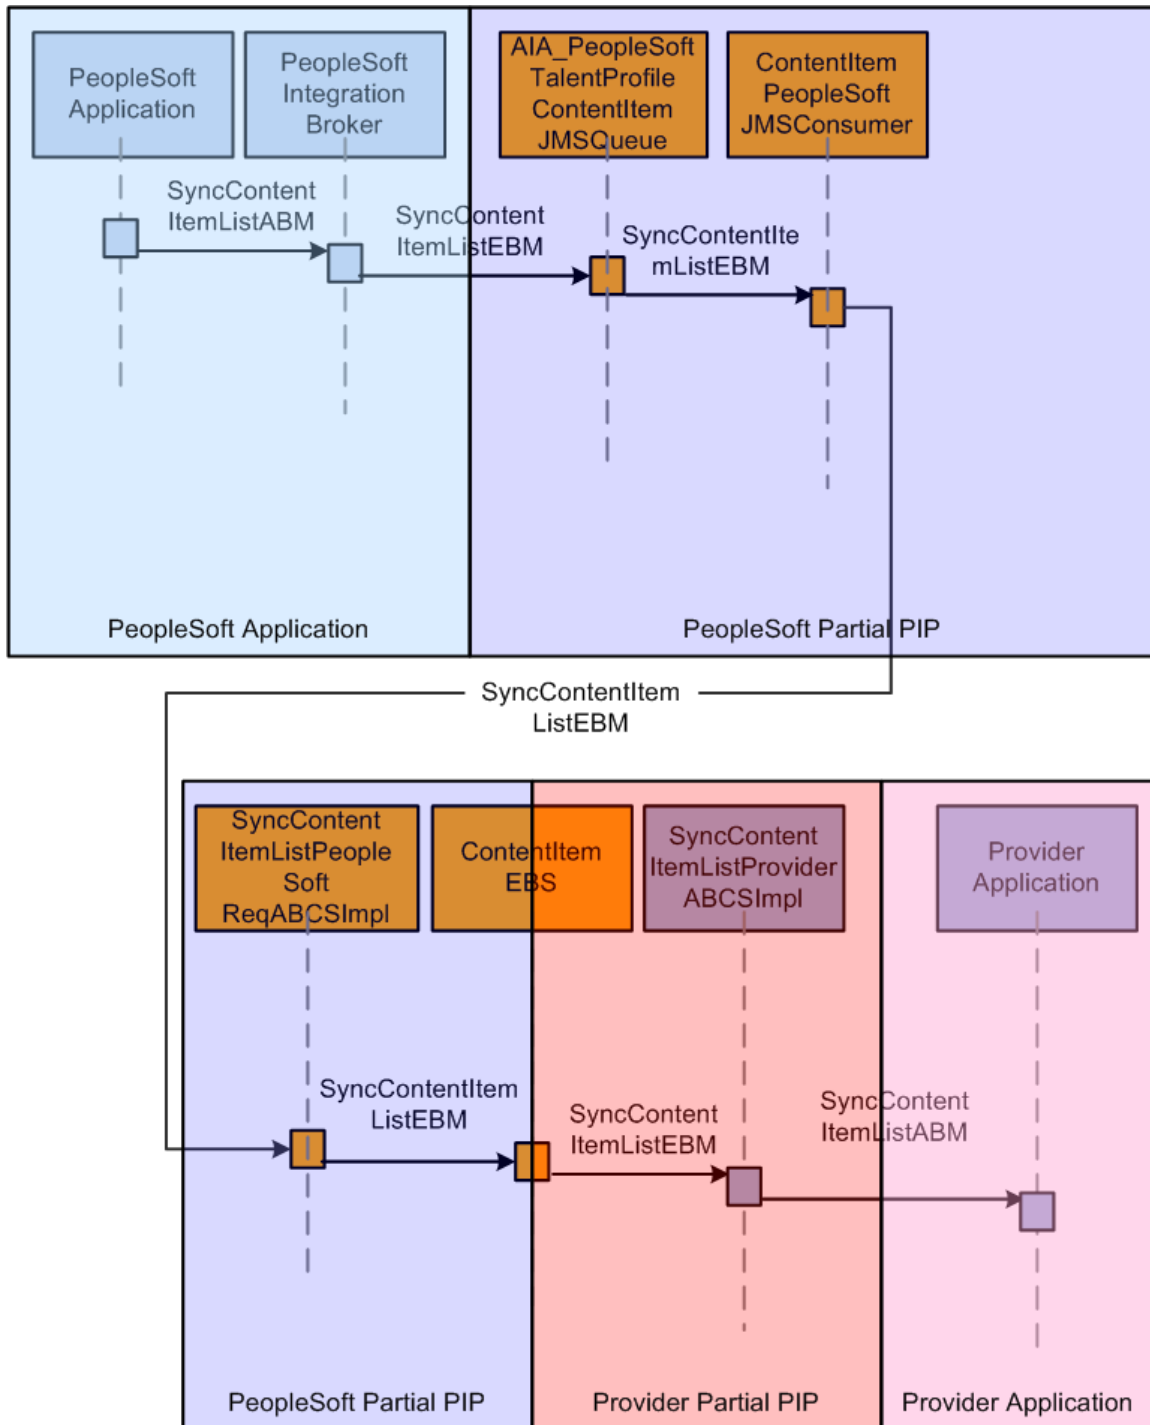 PeopleSoft
Application
PeopleSoft
Integration
Broker
AIA_PeopleSoft
TalentProfile
ContentItem
JMSQueue
ContentItem
PeopleSoft
JMSConsumer
SyncContent
ItemListABM
SyncContent
ItemListEBM
SyncContentIte
mListEBM
PeopleSoft Application
PeopleSoft Partial PIP
SyncContentItem
ListEBM
SyncContent
ItemListPeople
Soft
ReqABCSImpl
ContentItem
EBS
SyncContent
ItemListProvider
ABCSImpl
Provider
Application
SyncContentItem
ListEBM
SyncContent
ItemListEBM
SyncContent
ItemListABM
PeopleSoft Partial PIP
Provider Partial PIP
Provider Application